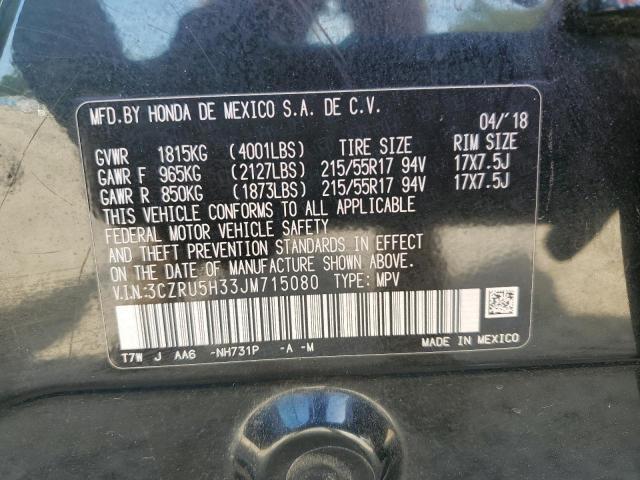 MFD.BY HONDA DE MEXICO S.A. DE C.V.
04/'18
GVWR 1815KG (4001LBS) TIRE SIZE RIM SIZE
GAWR F 965KG (2127LBS) 215/55R17 94V 17X7.5J
GAWR R 850KG (1873LBS) 215/55R17 94V 17X7.5J
THIS VEHICLE CONFORMS TO ALL APPLICABLE
FEDERAL MOTOR VEHICLE SAFETY
AND THEFT PREVENTION STANDARDS IN EFFECT
ON THE DATE OF MANUFACTURE SHOWN ABOVE.
V.I.N:3CZRU5H33JM715080 TYPE: MPV
T7W J AA6 -NH731P -A -M
MADE IN MEXICO